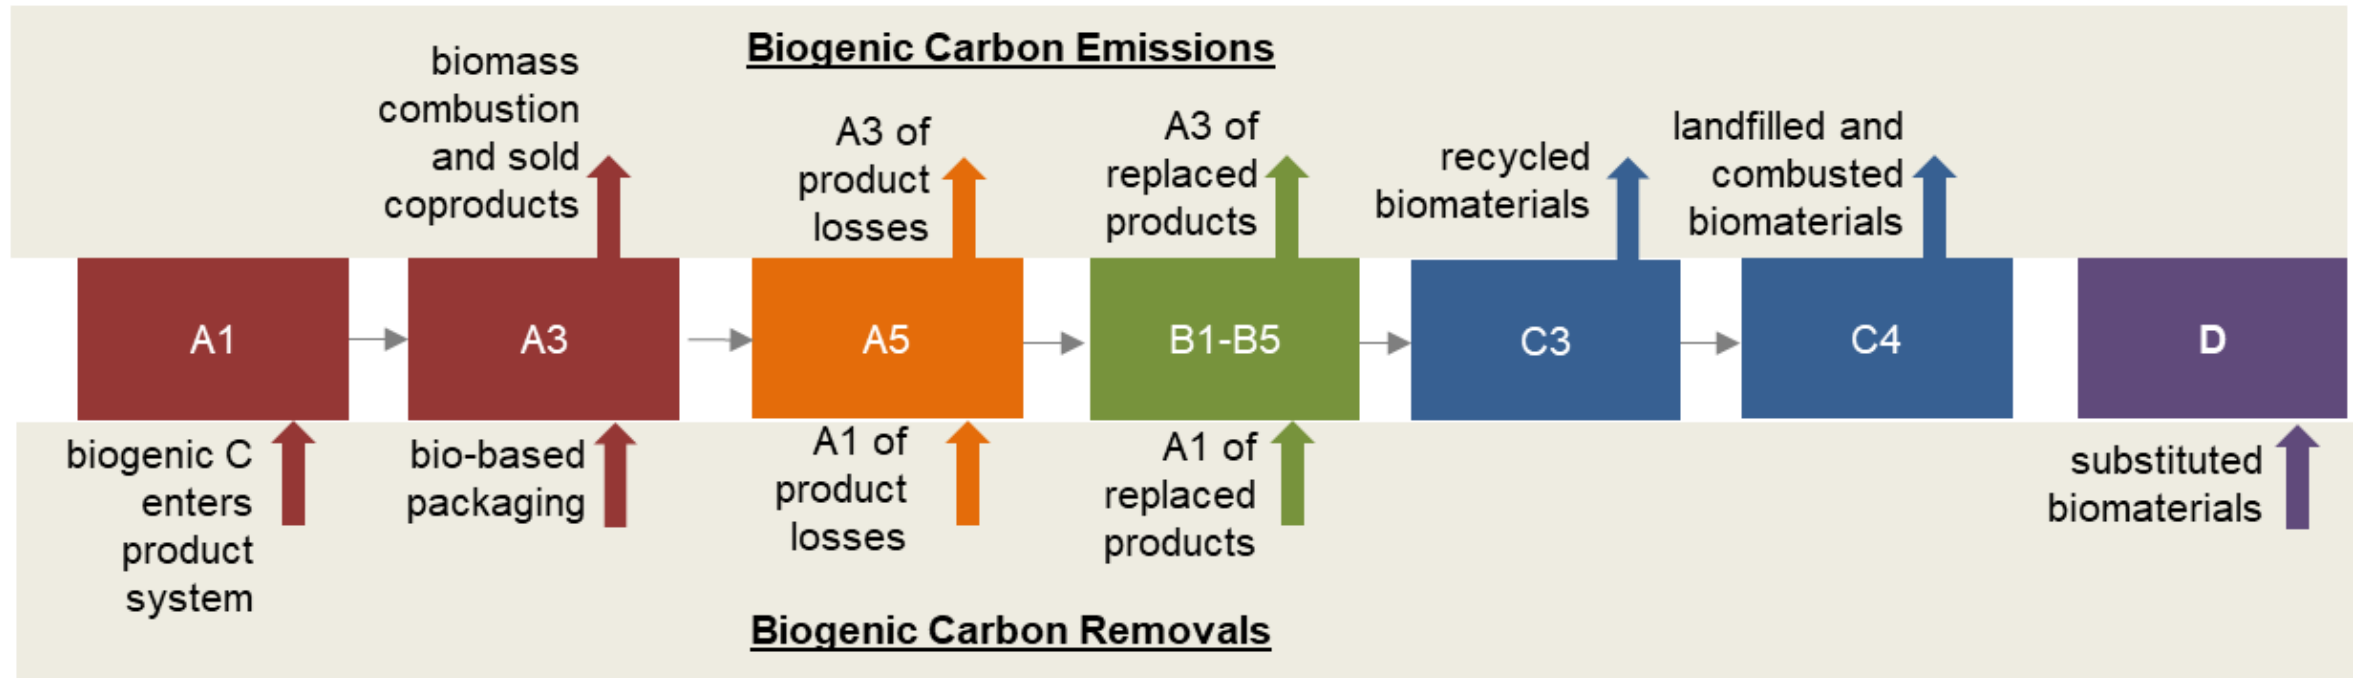 Biogenic Carbon Emissions
biomass
combustion
and sold
coproducts
A3 of
product
losses
A3 of
replaced
products
recycled
biomaterials
landfilled and
combusted
biomaterials
A1
A3
A5
B1-B5
C3
C4
D
biogenic C
enters
product
system
bio-based
packaging
A1 of
product
losses
A1 of
replaced
products
substituted
biomaterials
Biogenic Carbon Removals